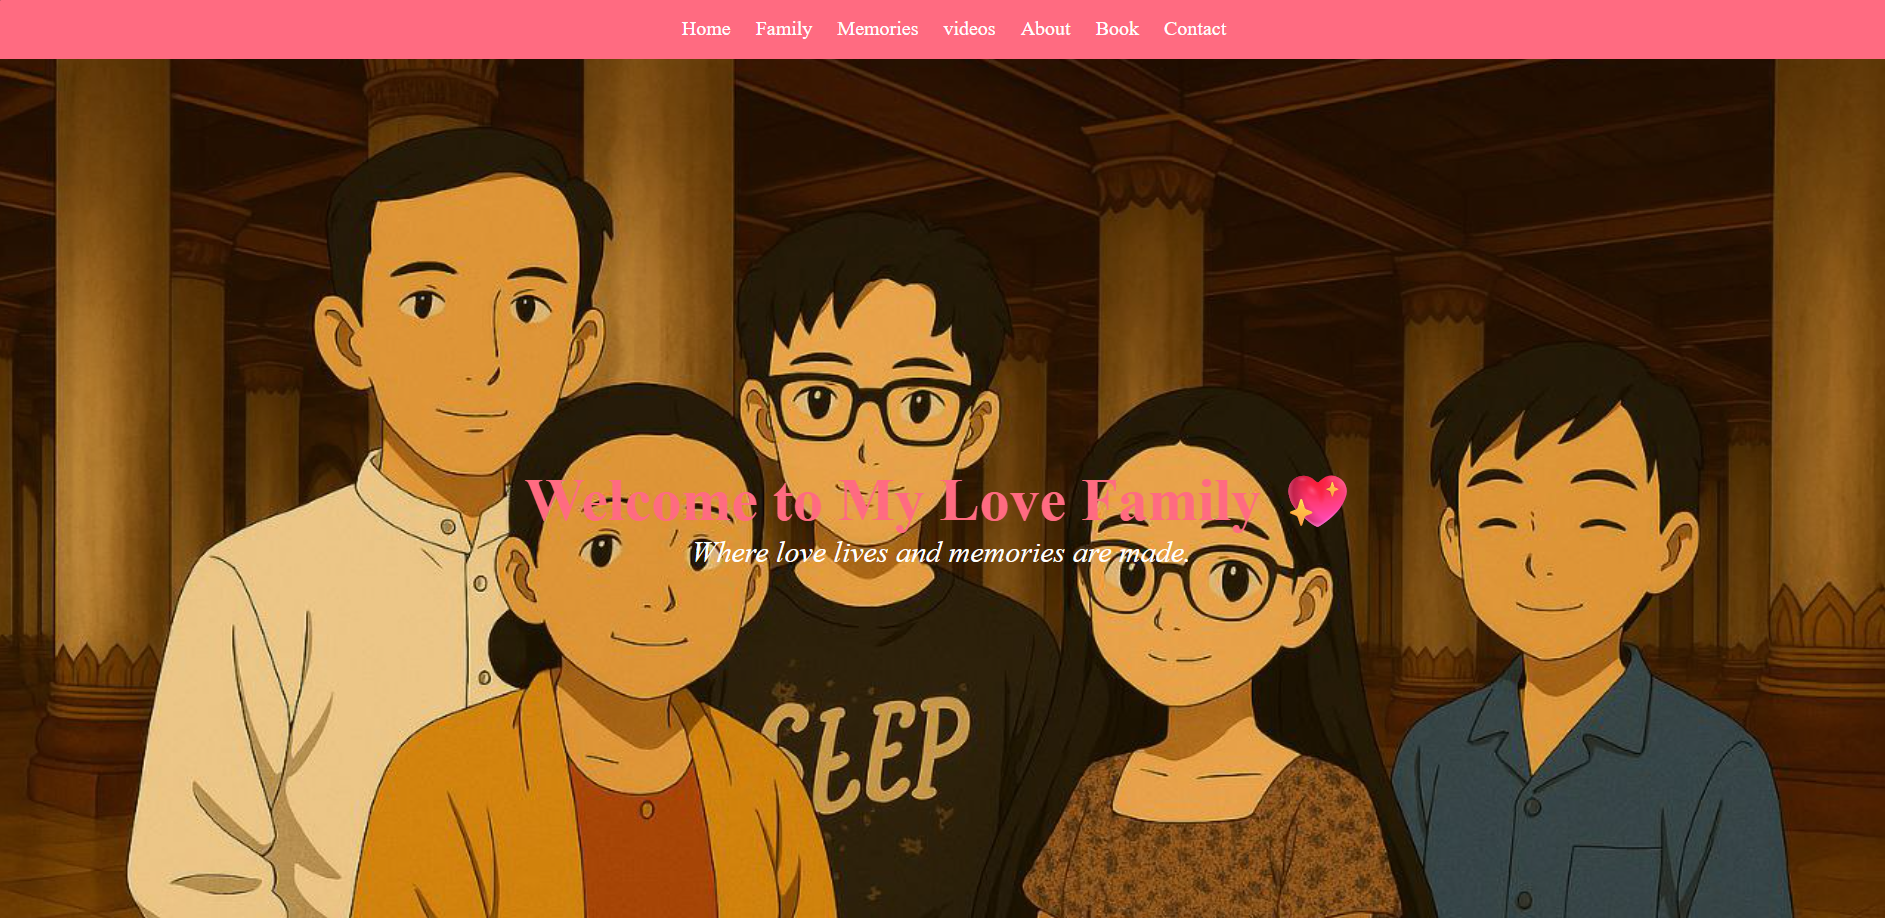 Home Family Memories videos About Book Contact
Welcome to My Love Family 💖
Where love lives and memories are made.
SLEEP